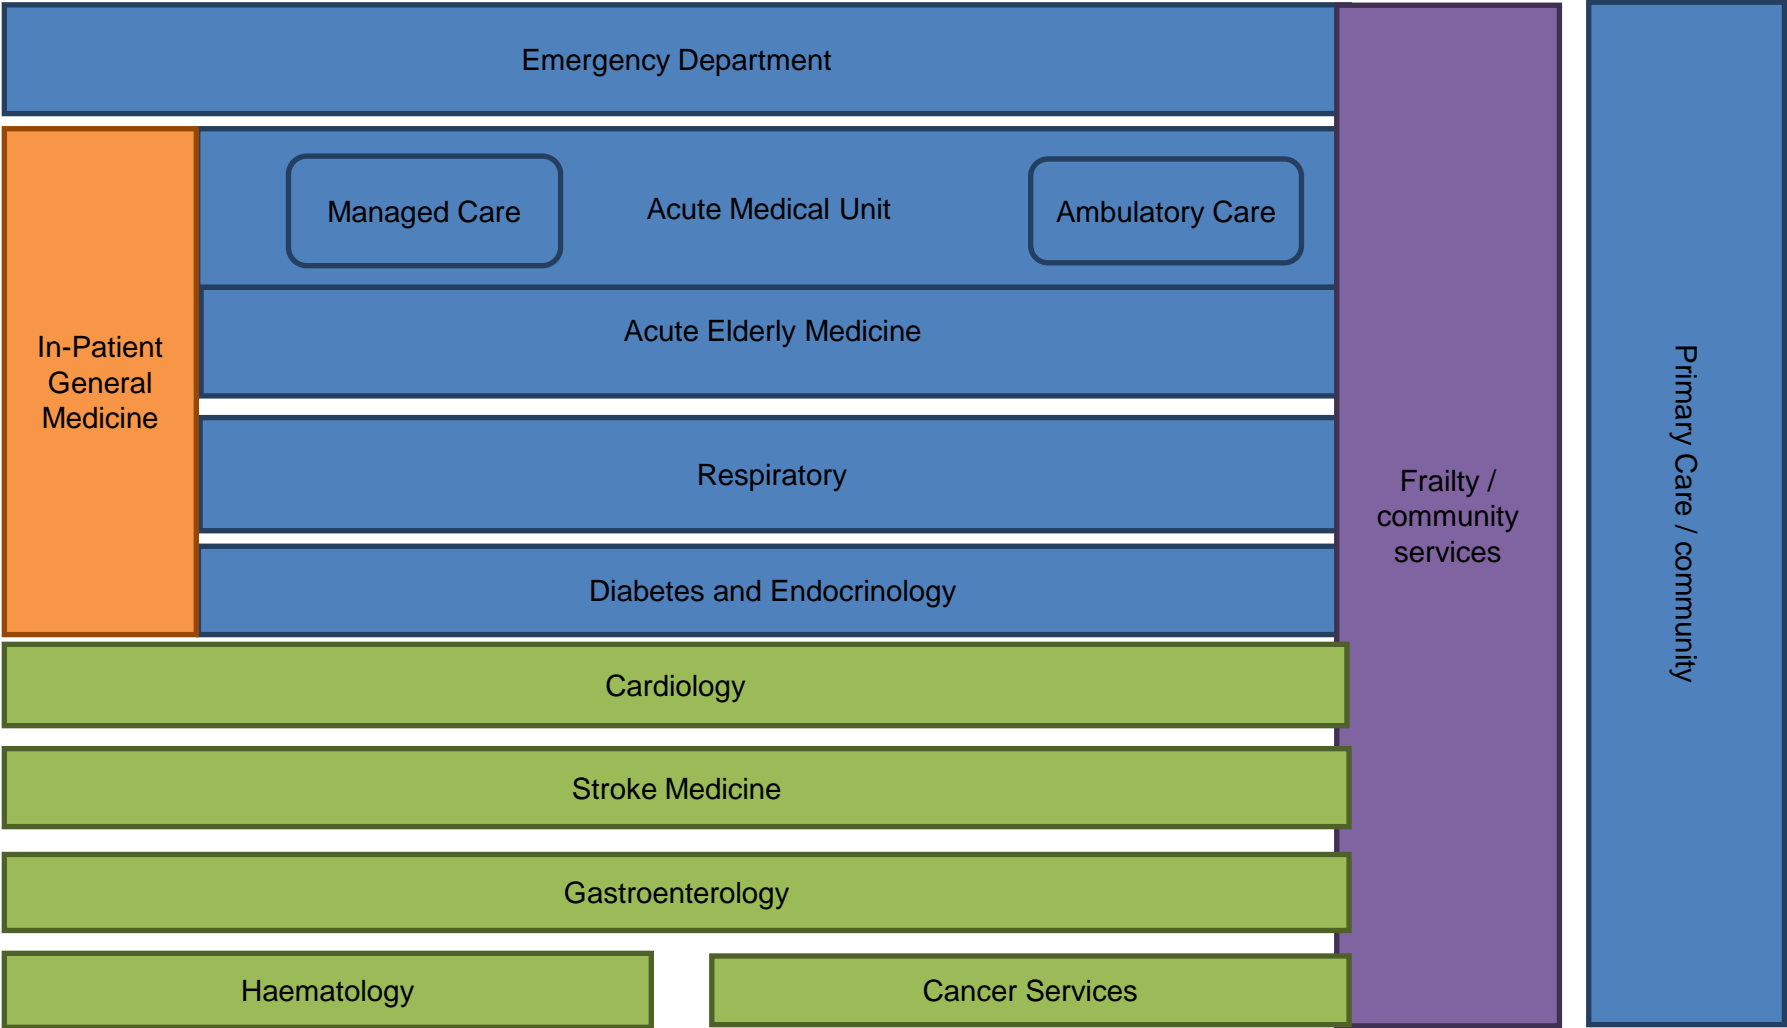 Emergency Department
Managed Care
Acute Medical Unit
Ambulatory Care
Acute Elderly Medicine
In-Patient
General
Medicine
Respiratory
Diabetes and Endocrinology
Cardiology
Stroke Medicine
Gastroenterology
Haematology
Cancer Services
Frailty /
community
services
Primary Care / community